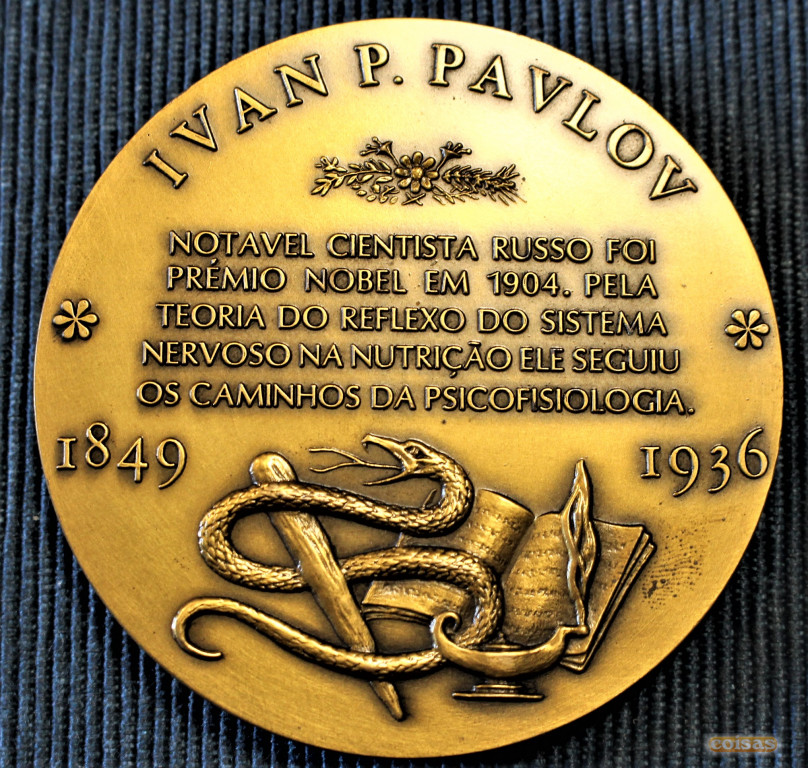 IVAN P. PAVLOV
NOTAVEL CIENTISTA RUSSO FOI
PRÉMIO NOBEL EM 1904. PELA
TEORIA DO REFLEXO DO SISTEMA
NERVOSO NA NUTRIÇÃO ELE SEGUIU
OS CAMINHOS DA PSICOFISIOLOGIA.
1849
1936
coisas